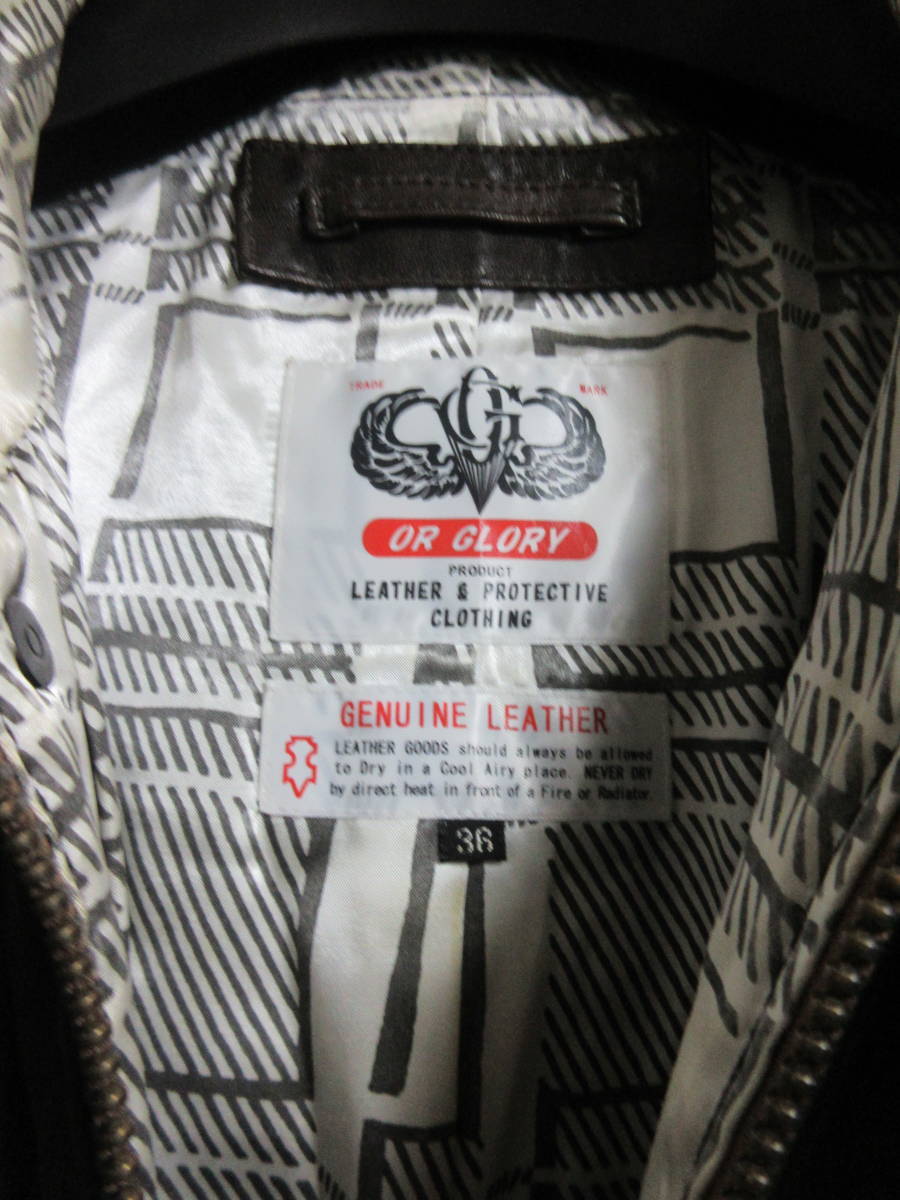 TRADE MARK
G
OR GLORY
PRODUCT
LEATHER & PROTECTIVE
CLOTHING
GENUINE LEATHER
LEATHER GOODS should always be allowed
to Dry in a Cool Airy place. NEVER DRY
by direct heat in front of a Fire or Radiator.
36